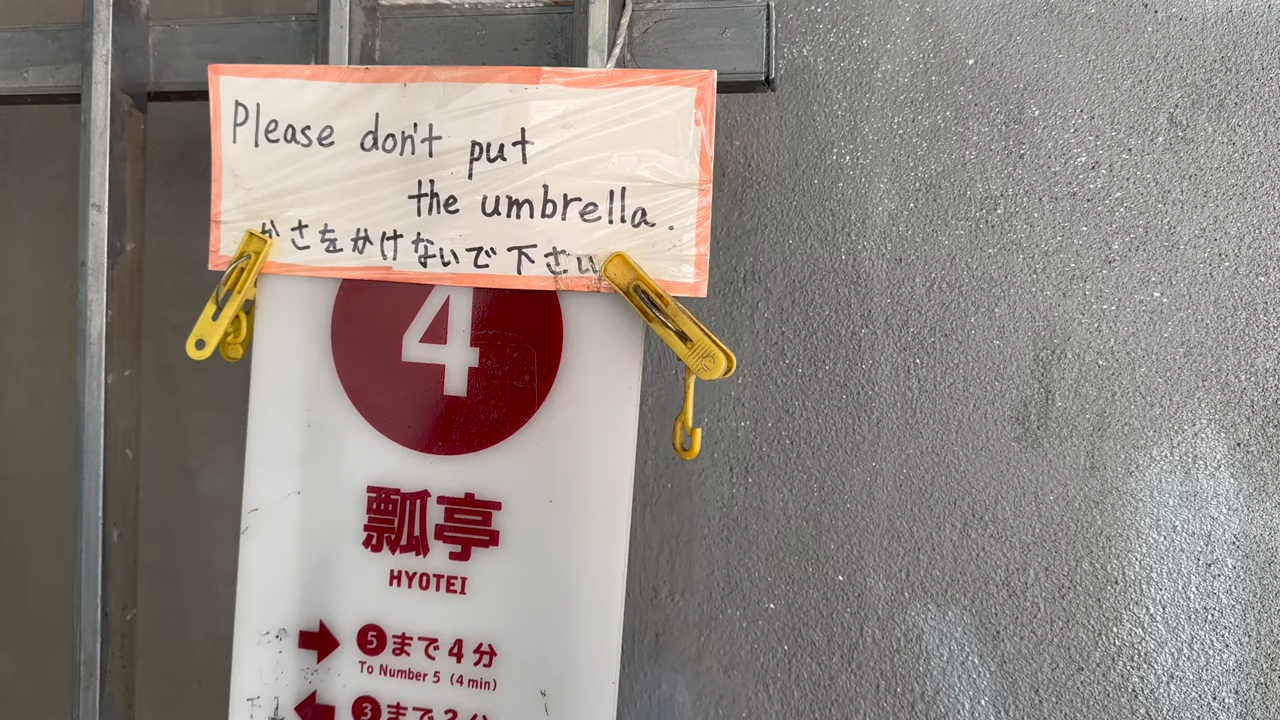 Please don't put
the umbrella.
かさをかけないで下さい
4
瓢亭
HYOTEI
5まで4分
To Number 5 (4 min)
3まで2分